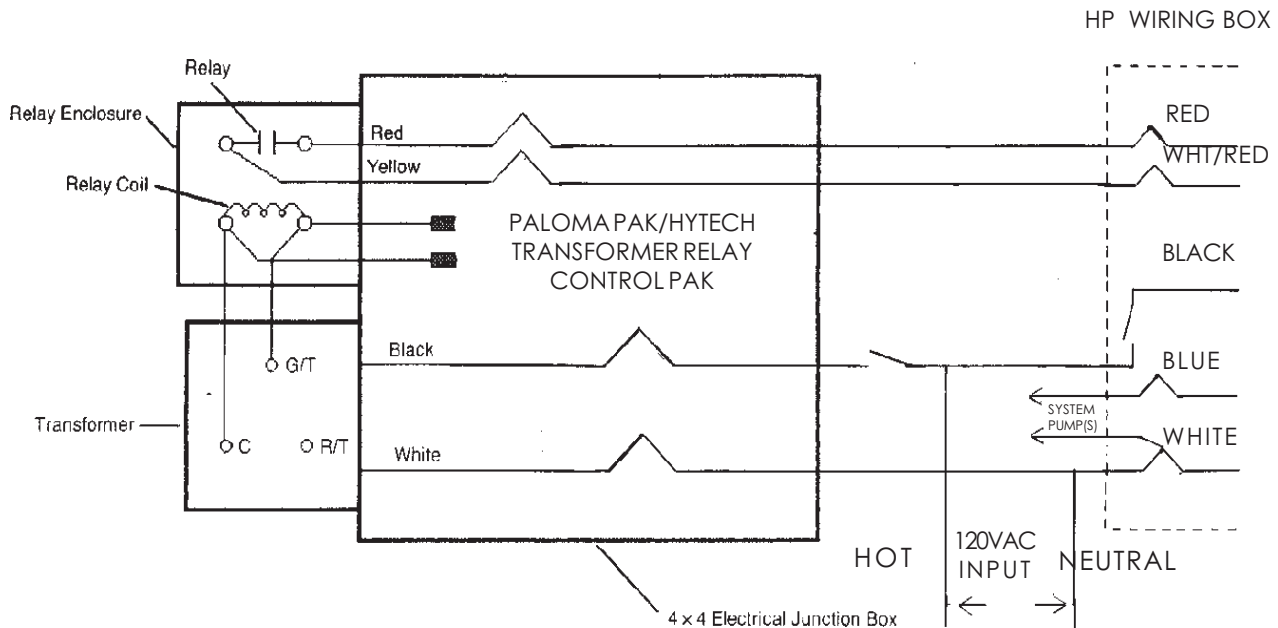 HP WIRING BOX
Relay
Relay Enclosure
Red
RED
Yellow
WHT/RED
Relay Coil
PALOMA PAK/HYTECH
TRANSFORMER RELAY
CONTROL PAK
BLACK
Black
G/T
BLUE
SYSTEM
PUMP(S)
Transformer
C
R/T
White
WHITE
HOT
120VAC
INPUT
NEUTRAL
4 x 4 Electrical Junction Box